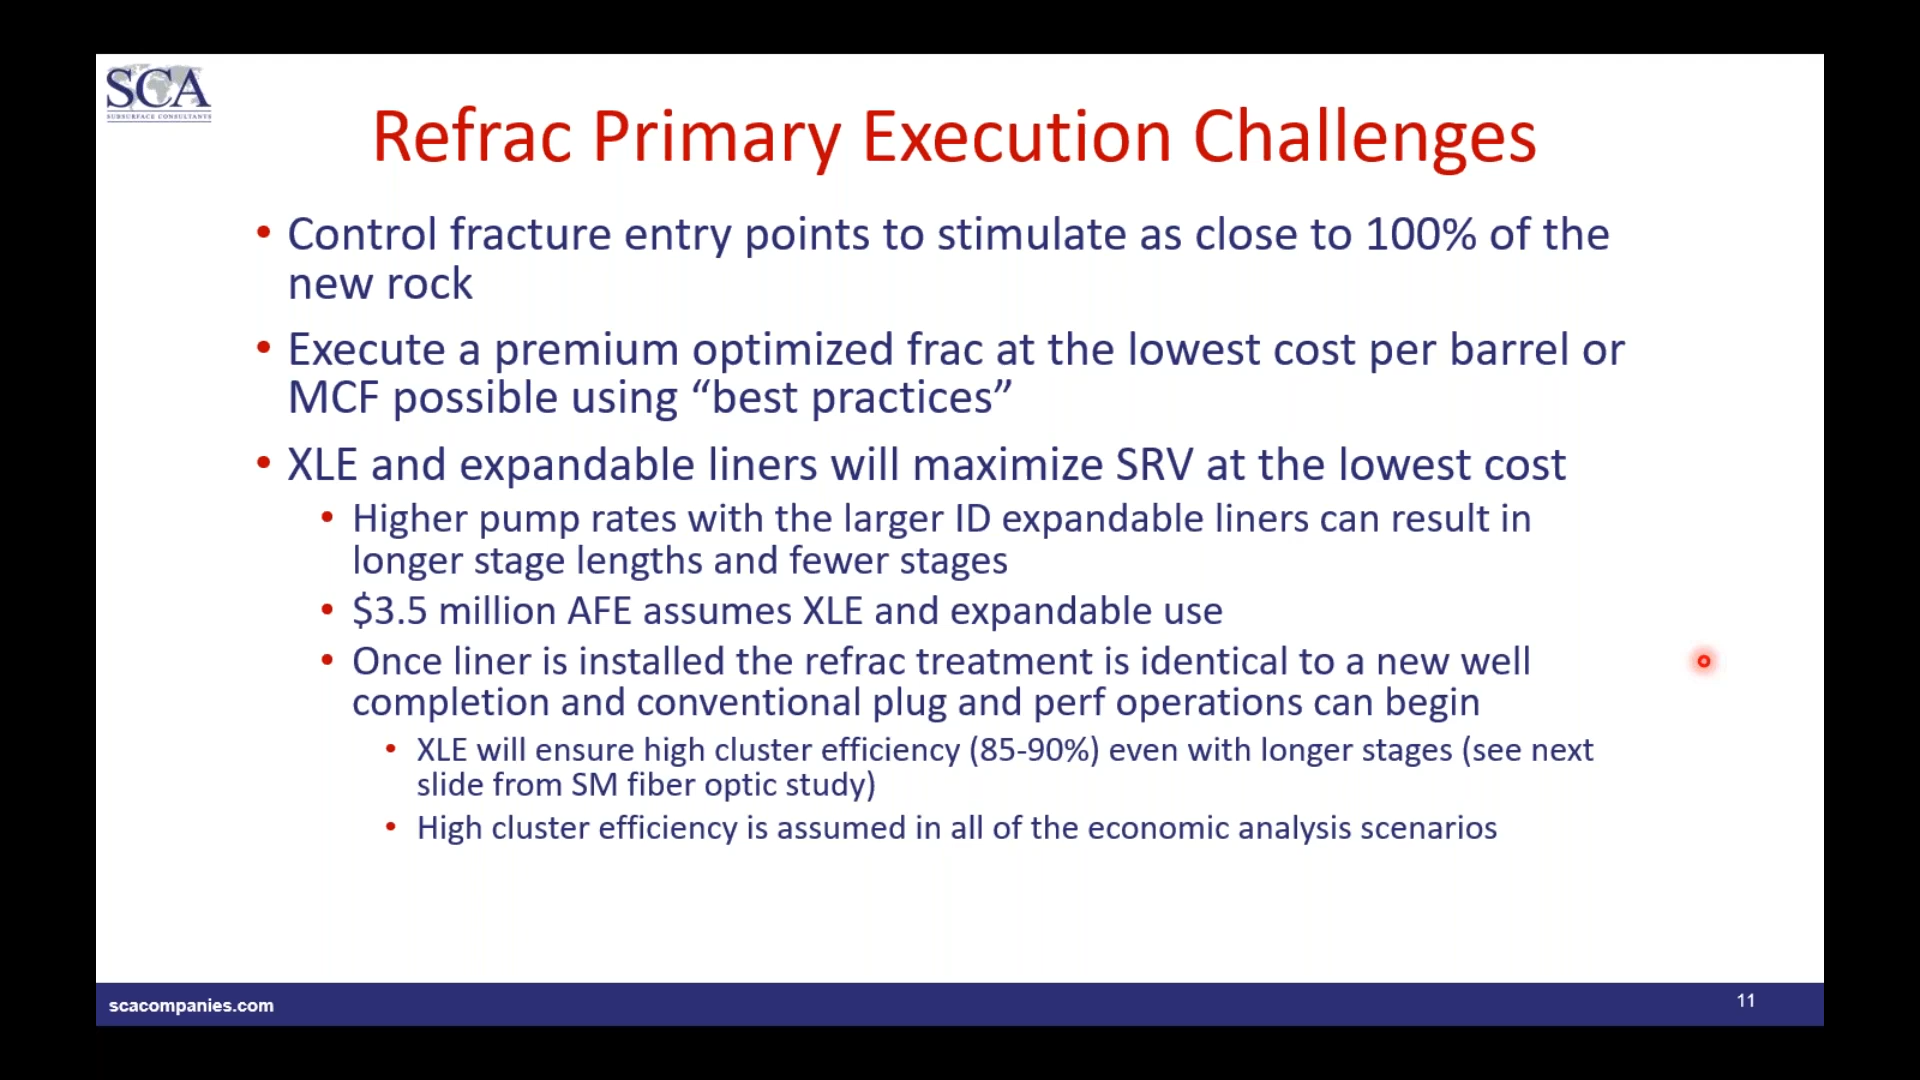 SCA
SUBSURFACE CONSULTANTS
Refrac Primary Execution Challenges
• Control fracture entry points to stimulate as close to 100% of the
new rock
• Execute a premium optimized frac at the lowest cost per barrel or
MCF possible using “best practices”
• XLE and expandable liners will maximize SRV at the lowest cost
• Higher pump rates with the larger ID expandable liners can result in
longer stage lengths and fewer stages
• $3.5 million AFE assumes XLE and expandable use
• Once liner is installed the refrac treatment is identical to a new well
completion and conventional plug and perf operations can begin
• XLE will ensure high cluster efficiency (85-90%) even with longer stages (see next
slide from SM fiber optic study)
• High cluster efficiency is assumed in all of the economic analysis scenarios
scacompanies.com
11